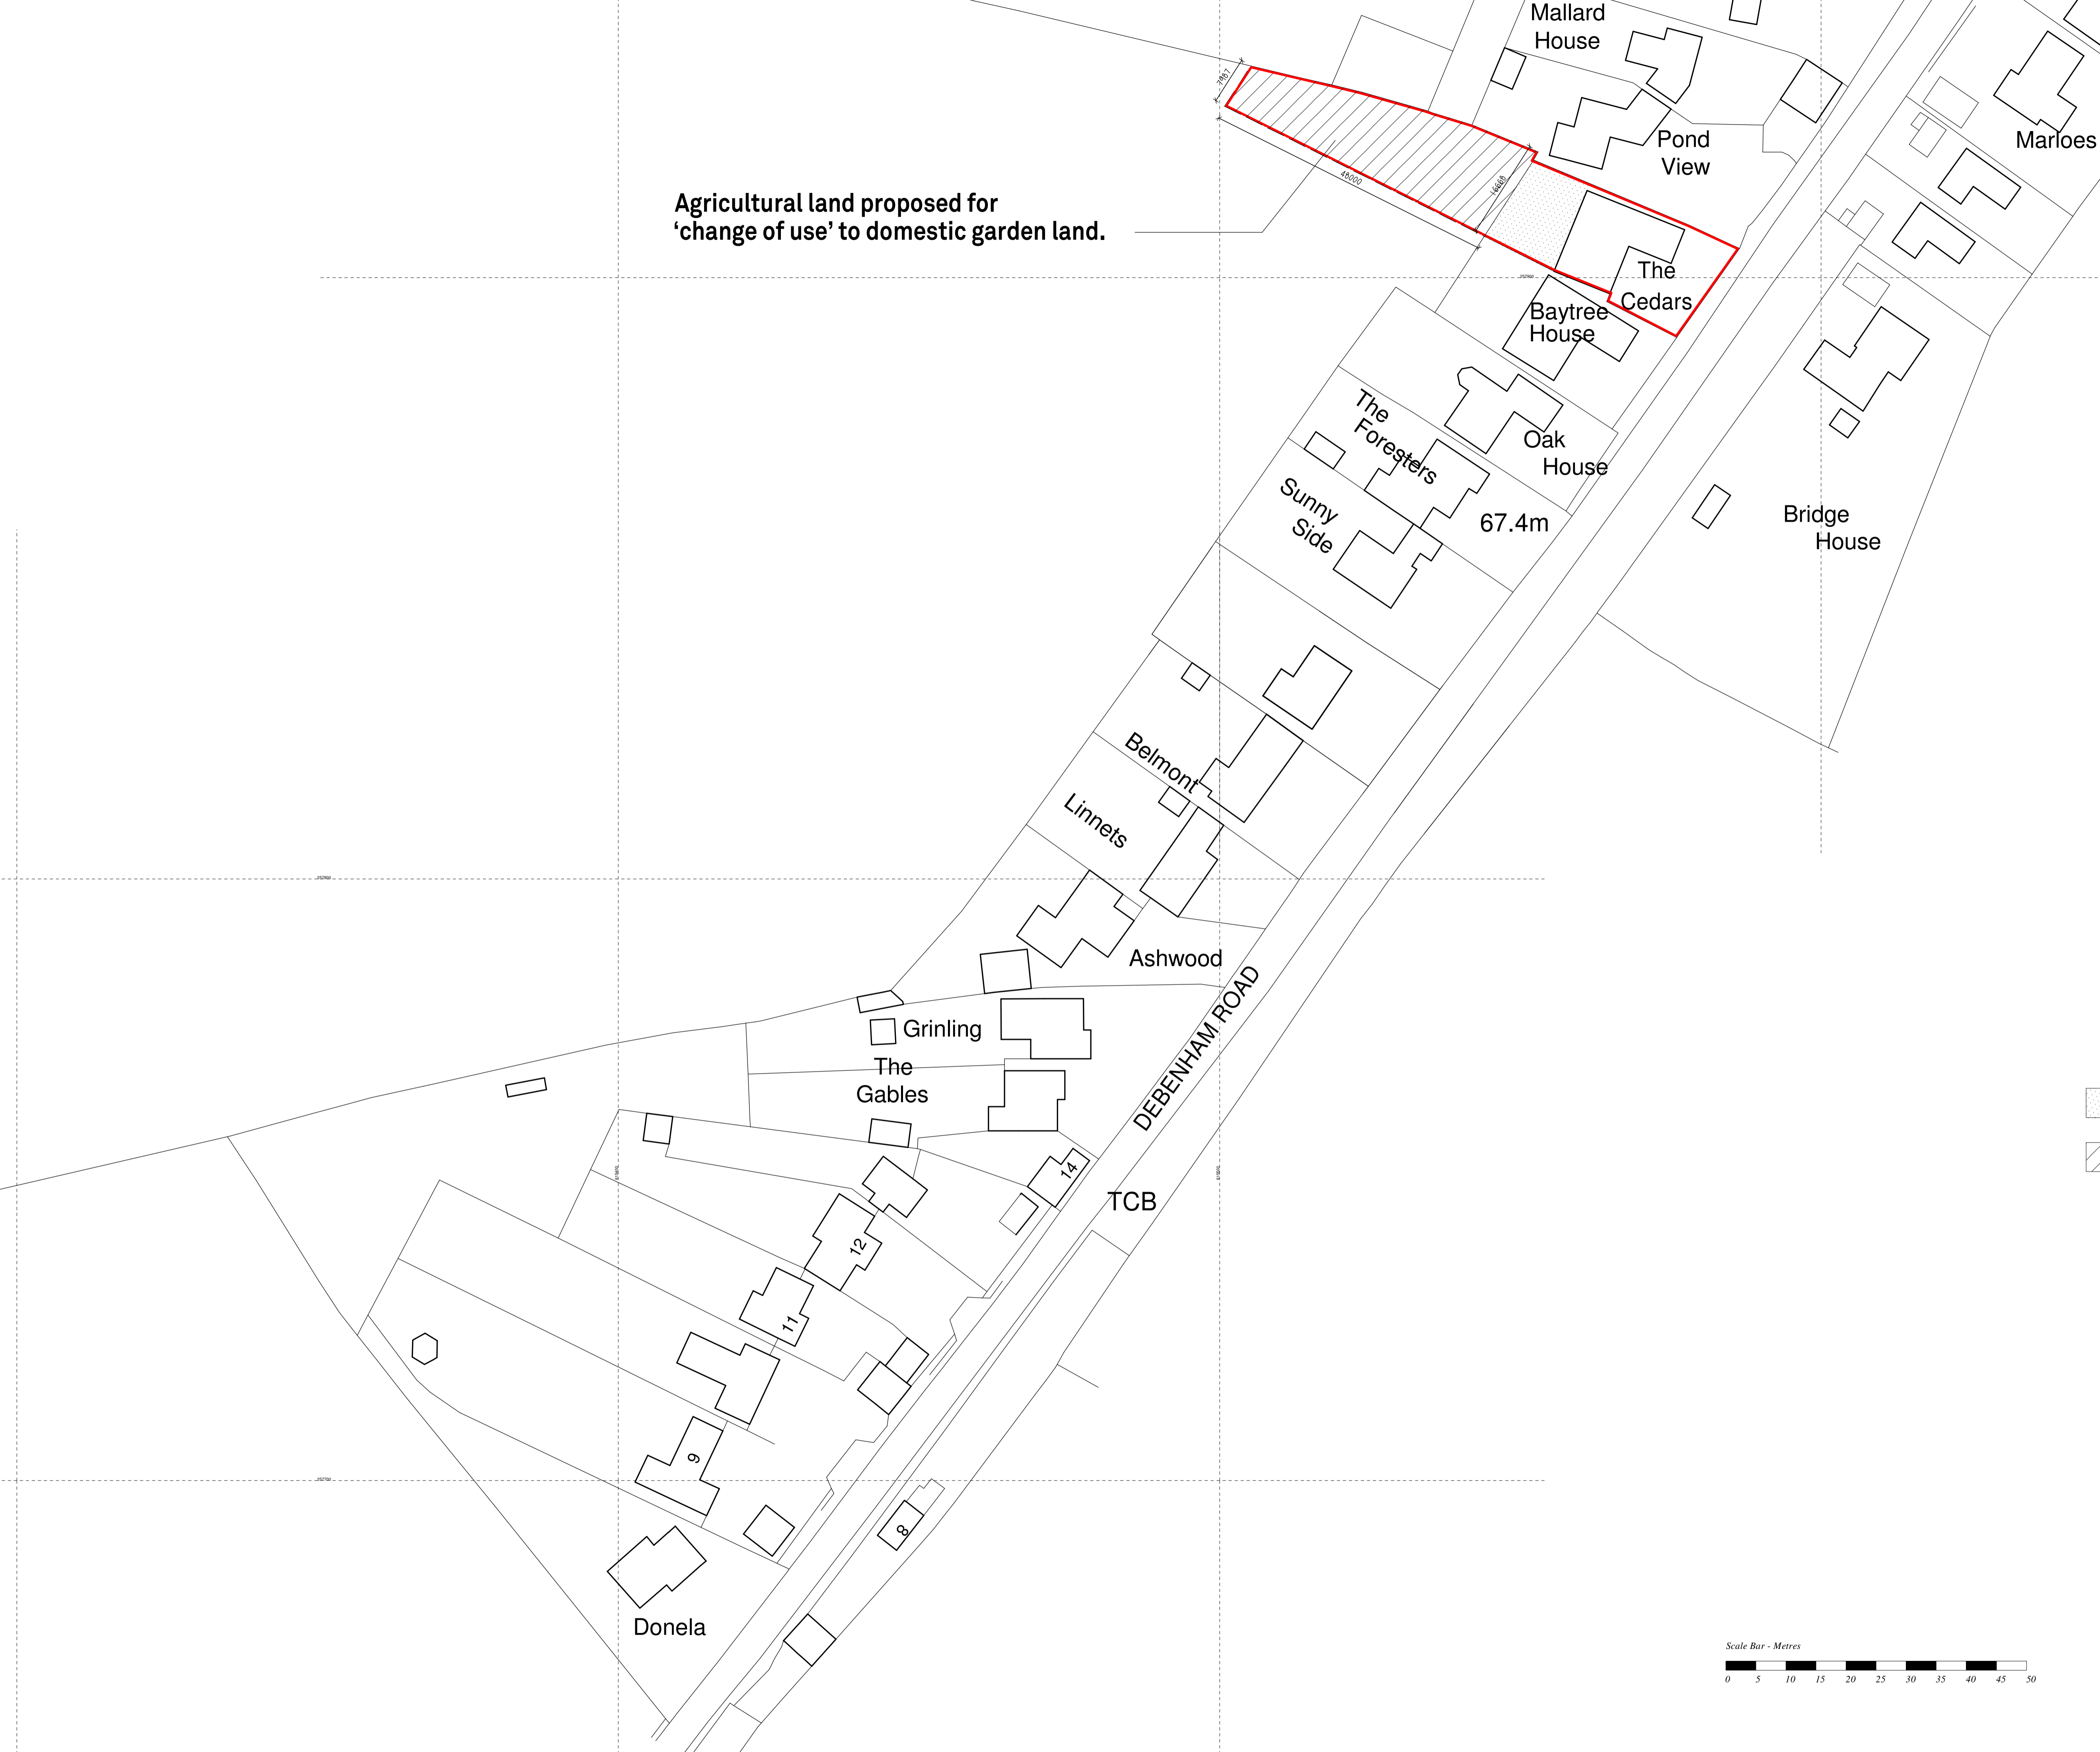 Mallard
House
Pond
View
Marloes
Agricultural land proposed for
‘change of use’ to domestic garden land.
The
Cedars
Baytree
House
The
Foresters
Oak
House
Sunny
Side
67.4m
Bridge
House
Belmont
Linnets
Ashwood
Grinling
The
Gables
DEBENHAM ROAD
14
TCB
12
11
9
8
Donela
Scale Bar - Metres
0 5 10 15 20 25 30 35 40 45 50